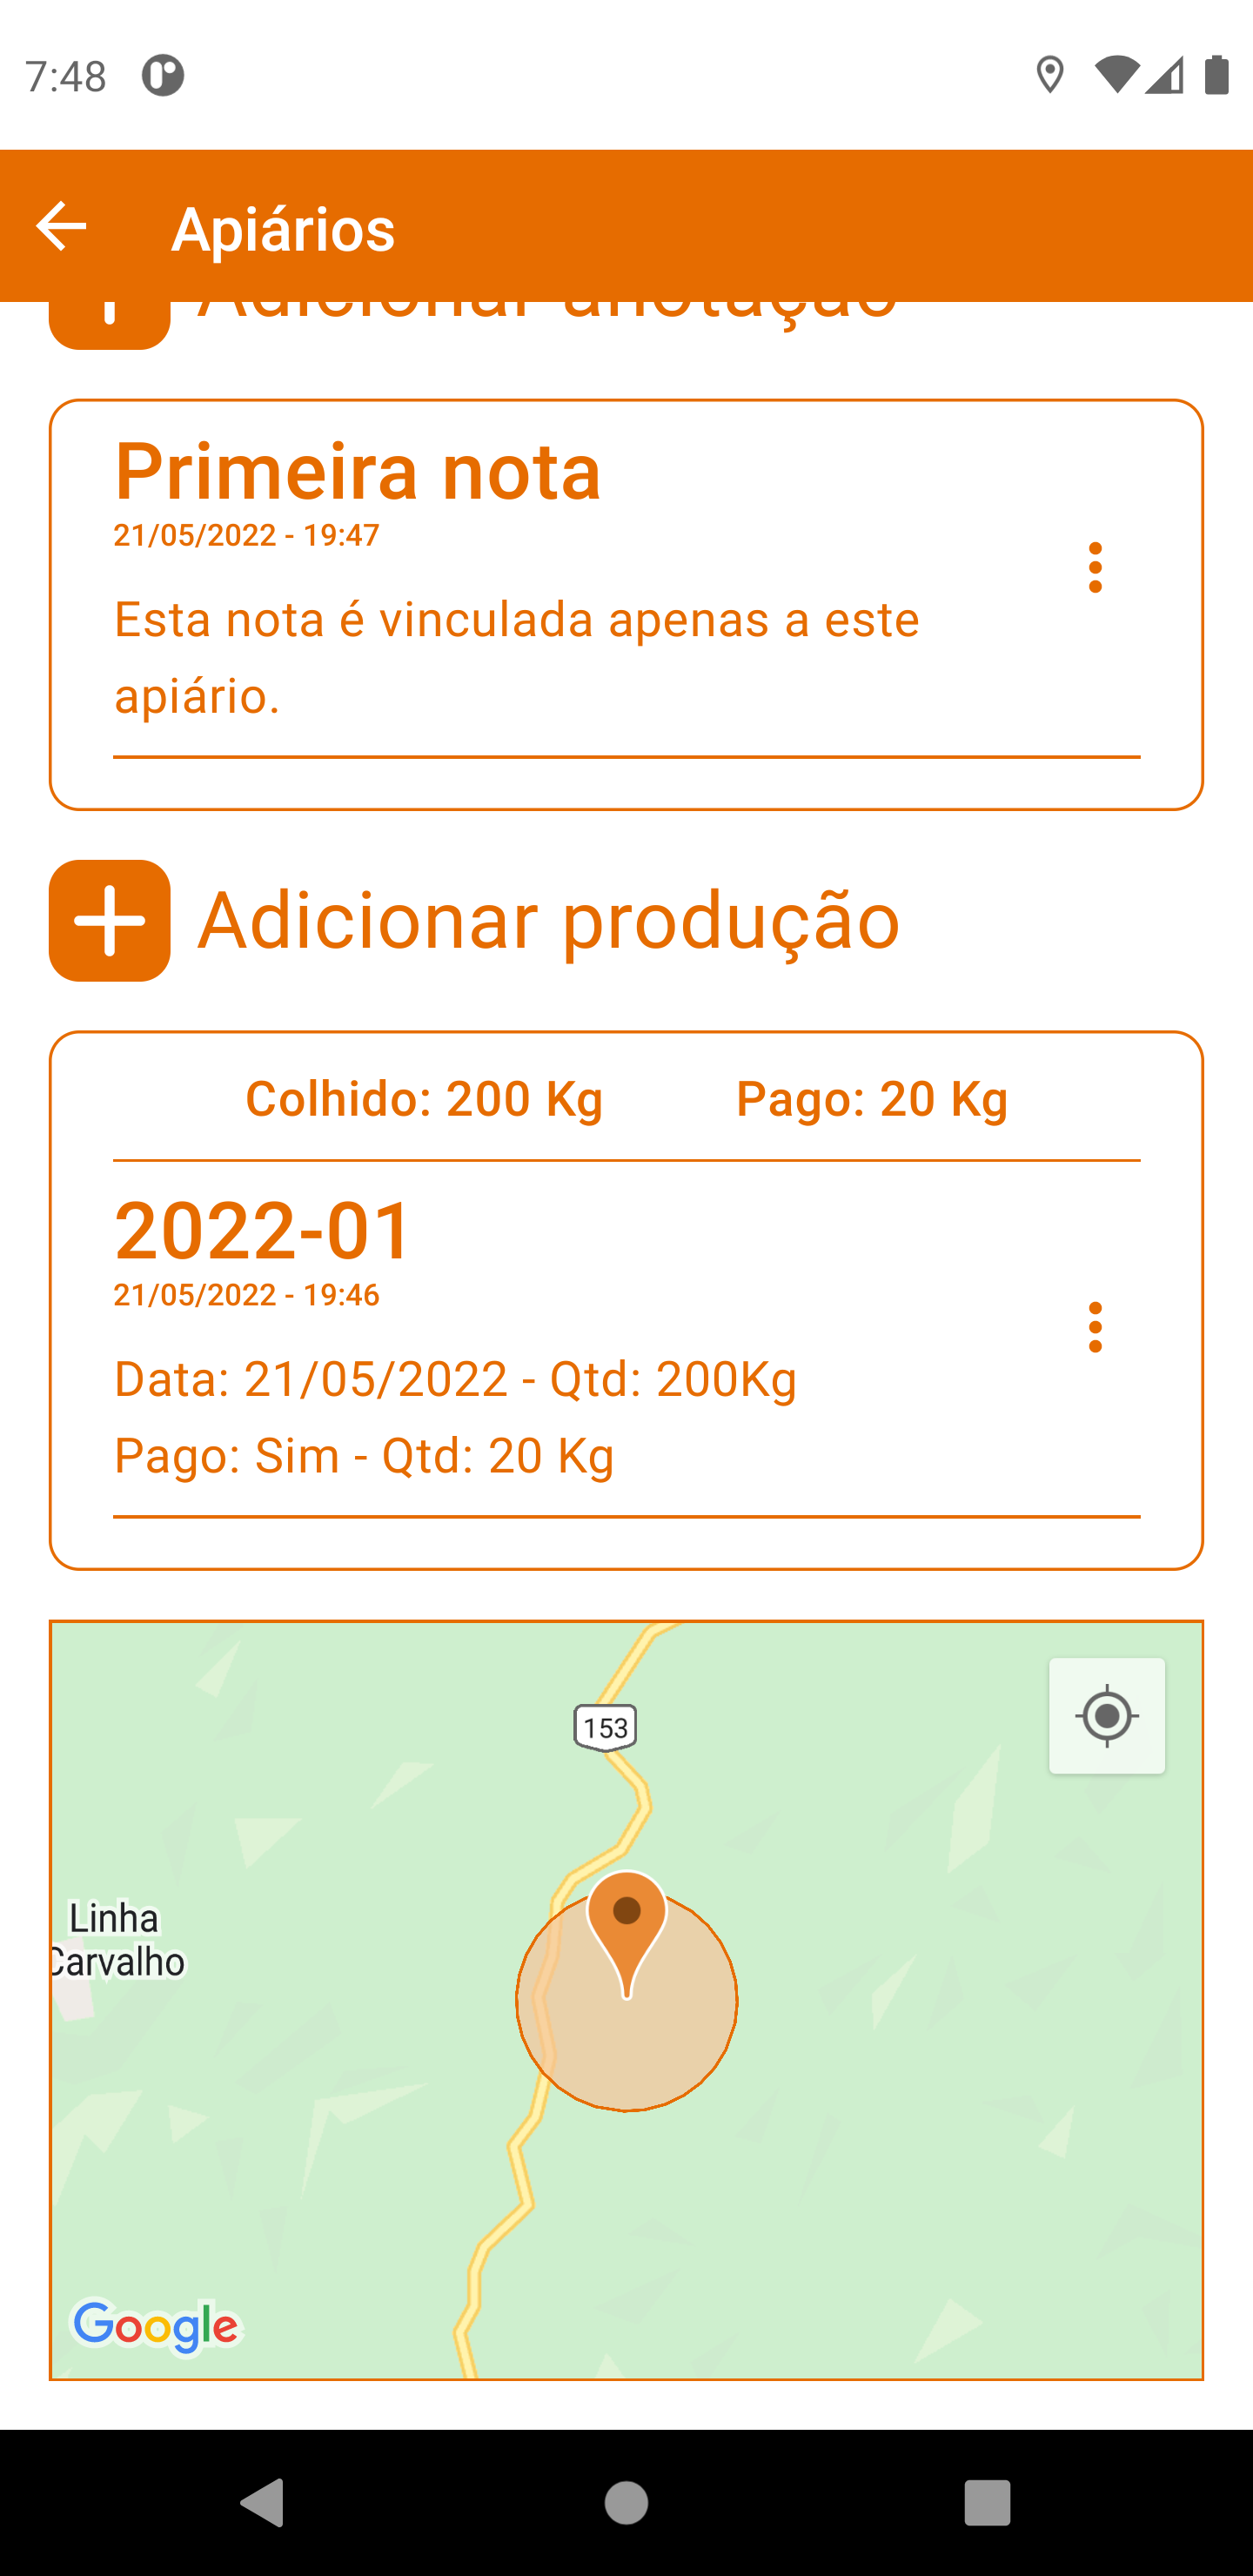 7:48
Apiários
Adicionar anotação
Primeira nota
21/05/2022 - 19:47
Esta nota é vinculada apenas a este
apiário.
Adicionar produção
Colhido: 200 Kg Pago: 20 Kg
2022-01
21/05/2022 - 19:46
Data: 21/05/2022 - Qtd: 200Kg
Pago: Sim - Qtd: 20 Kg
153
Linha
Carvalho
Google